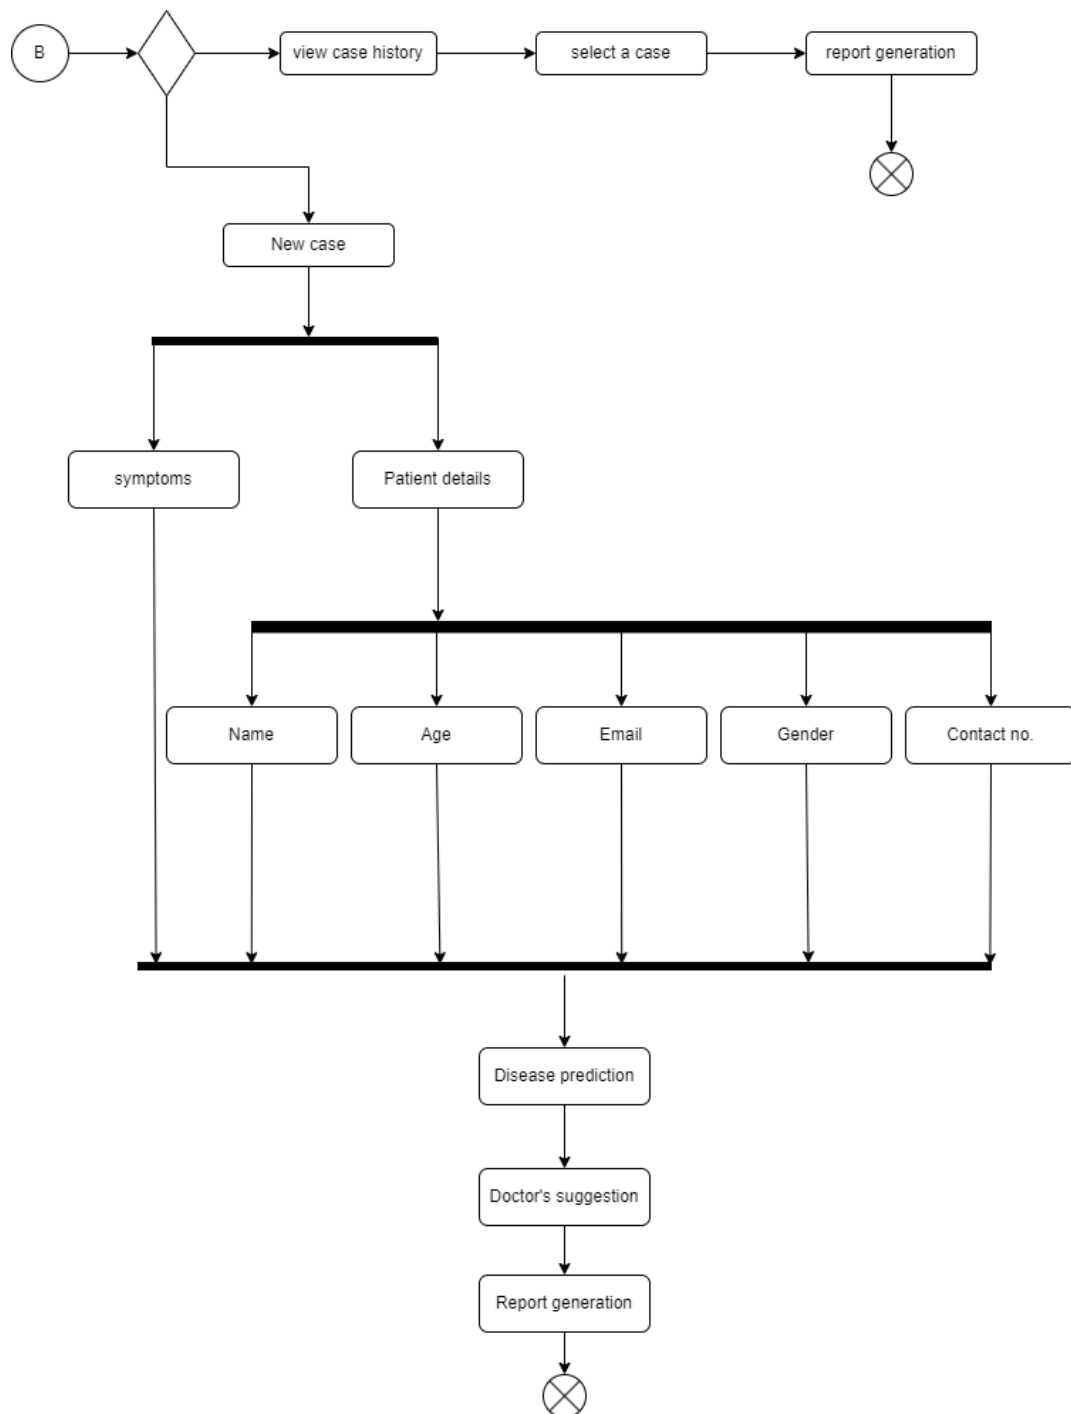 B
view case history
select a case
report generation
New case
symptoms
Patient details
Name
Age
Email
Gender
Contact no.
Disease prediction
Doctor's suggestion
Report generation